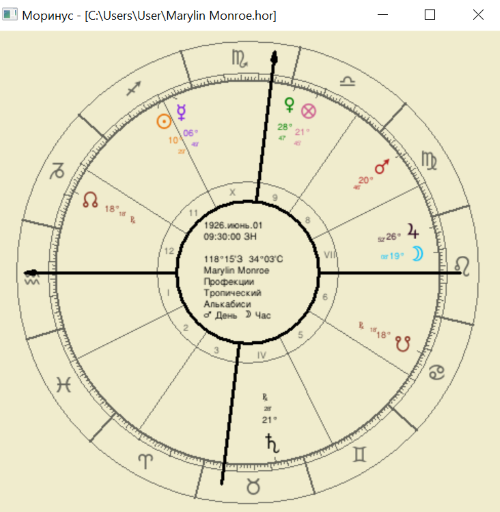 Моринус - [C:\Users\User\Marylin Monroe.hor]
X
11
9
12
8
VII
I
6
2
5
3
IV
28°
21°
06°
10°
20°
18°
26°
19°
18°
21°
1926.июнь.01
09:30:00 ЗН
118°15'З 34°03'С
Marylin Monroe
Профекции
Тропический
Алькабиси
♂ День ☽ Час